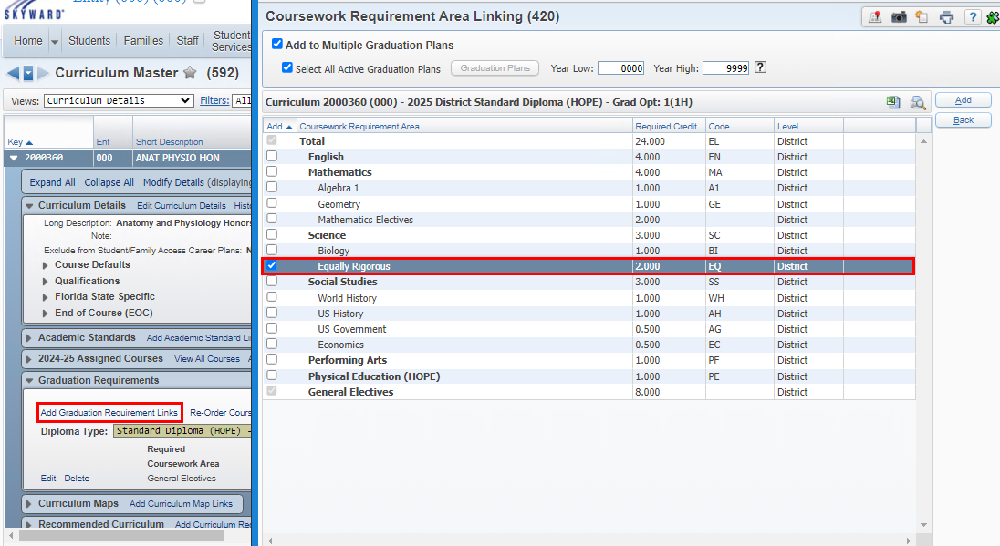 SKYWARD
Entity (000) (000)
Home
Students
Families
Staff
Student
Services
Curriculum Master
(592)
Views:
Curriculum Details
Filters:
All
Key
Ent
Short Description
2000360
000
ANAT PHYSIO HON
Expand All
Collapse All
Modify Details (displaying
Curriculum Details
Edit Curriculum Details
Histo
Long Description: Anatomy and Physiology Honors
Note:
Exclude from Student/Family Access Career Plans: N
Course Defaults
Qualifications
Florida State Specific
End of Course (EOC)
Academic Standards
Add Academic Standard Li
2024-25 Assigned Courses
View All Courses
Graduation Requirements
Add Graduation Requirement Links
Re-Order Cours
Diploma Type: Standard Diploma (HOPE) -
Required
Coursework Area
Edit
Delete
General Electives
Curriculum Maps
Add Curriculum Map Links
Recommended Curriculum
Add Curriculum Rec
Coursework Requirement Area Linking (420)
Add to Multiple Graduation Plans
Select All Active Graduation Plans
Graduation Plans
Year Low: 0000
Year High: 9999
?
?
Curriculum 2000360 (000) - 2025 District Standard Diploma (HOPE) - Grad Opt: 1(1H)
Add
Back
Add Coursework Requirement Area Required Credit Code Level
Total 24.000 EL District
English 4.000 EN District
Mathematics 4.000 MA District
Algebra 1 1.000 A1 District
Geometry 1.000 GE District
Mathematics Electives 2.000 District
Science 3.000 SC District
Biology 1.000 BI District
Equally Rigorous 2.000 EQ District
Social Studies 3.000 SS District
World History 1.000 WH District
US History 1.000 AH District
US Government 0.500 AG District
Economics 0.500 EC District
Performing Arts 1.000 PF District
Physical Education (HOPE) 1.000 PE District
General Electives 8.000 District